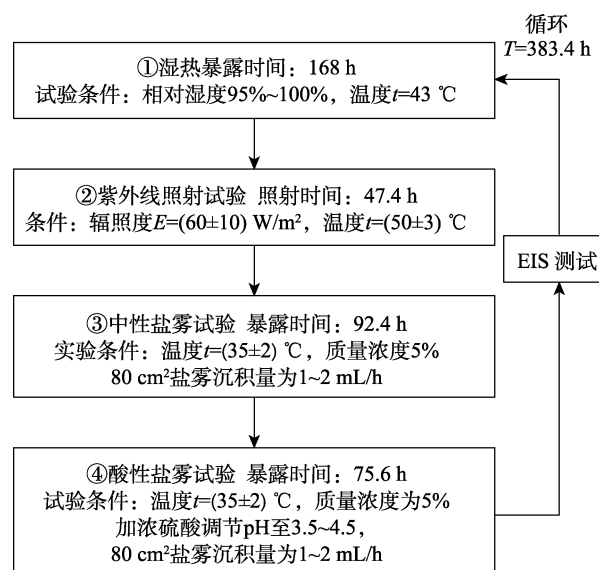 循环
T=383.4 h
①湿热暴露时间：168 h
试验条件：相对湿度95%~100%，温度t=43 ℃
②紫外线照射试验 照射时间：47.4 h
条件：辐照度E=(60±10) W/m²，温度t=(50±3) ℃
EIS 测试
③中性盐雾试验 暴露时间：92.4 h
实验条件：温度t=(35±2) ℃，质量浓度5%
80 cm²盐雾沉积量为1~2 mL/h
④酸性盐雾试验 暴露时间：75.6 h
试验条件：温度t=(35±2) ℃，质量浓度为5%
加浓硫酸调节pH至3.5~4.5，
80 cm²盐雾沉积量为1~2 mL/h